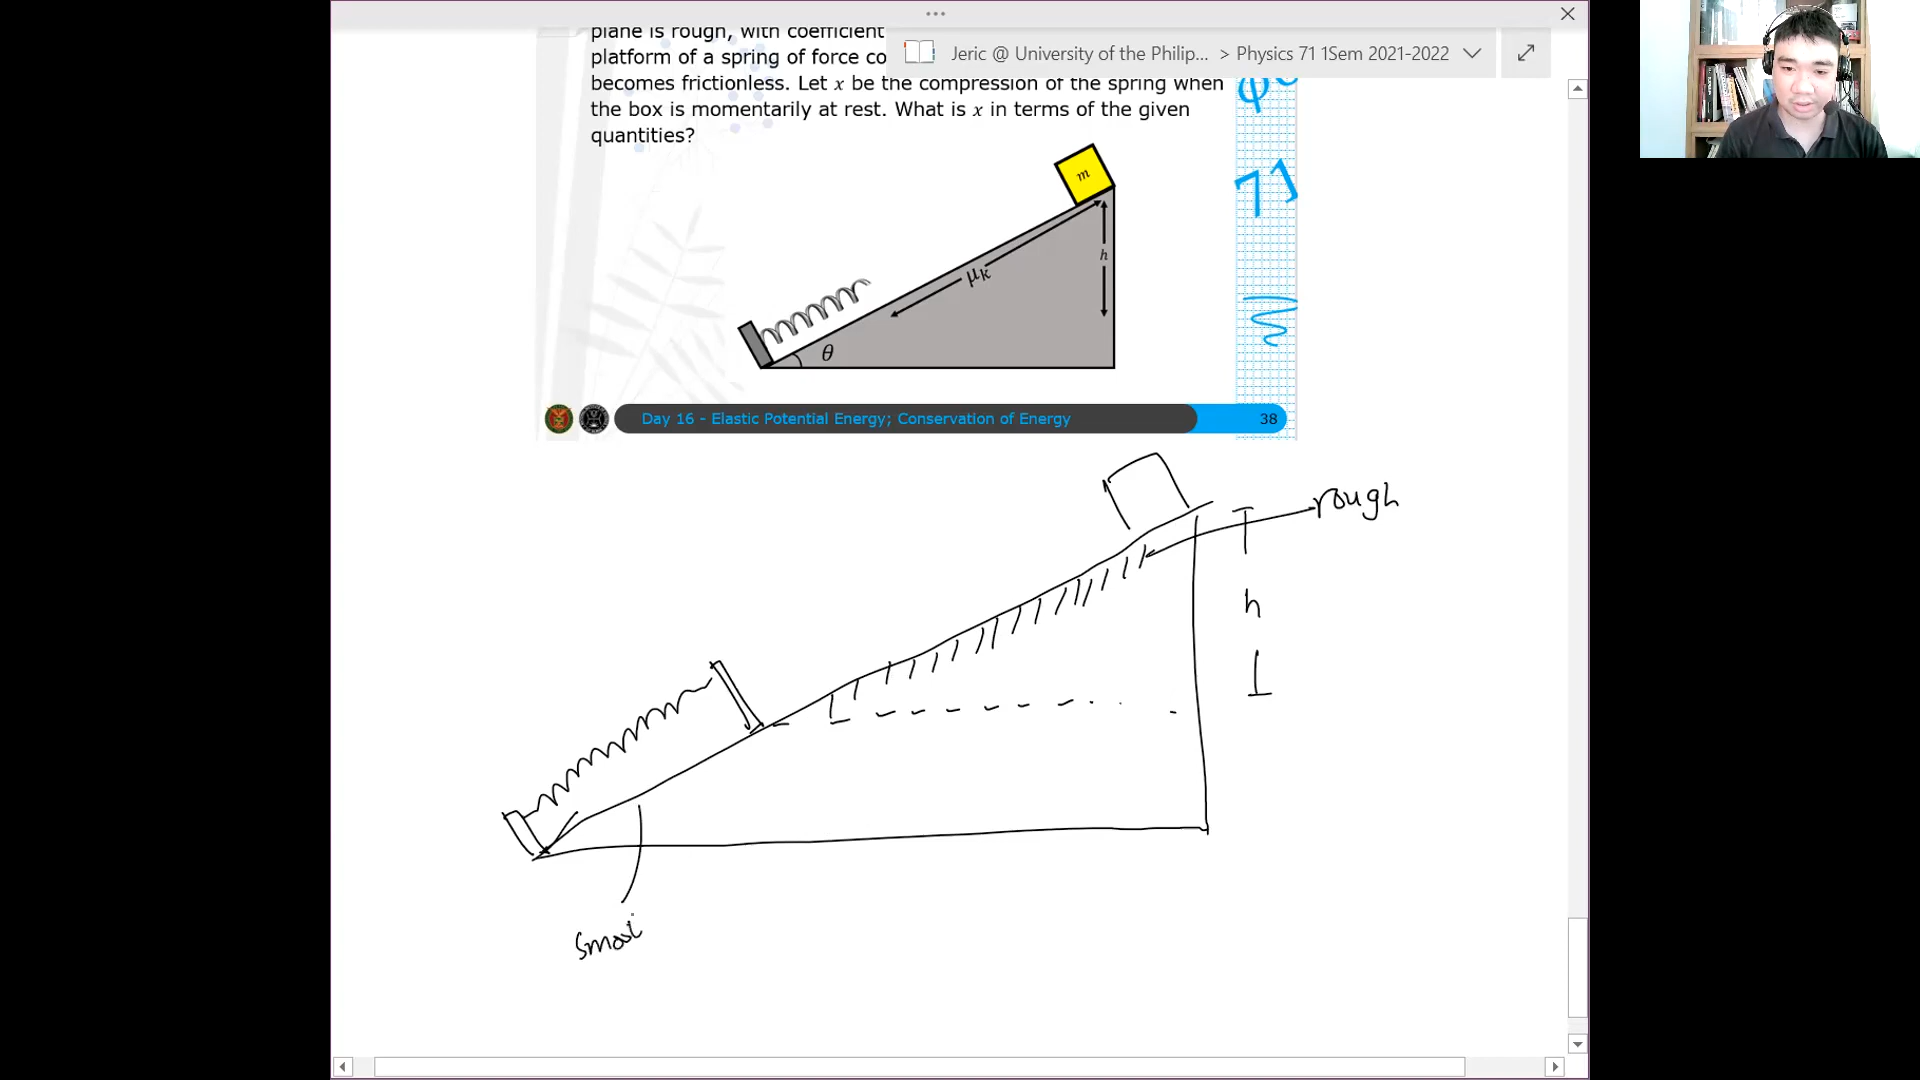 plane is rough, with coefficient
platform of a spring of force co
becomes frictionless. Let x be the compression of the spring when
the box is momentarily at rest. What is x in terms of the given
quantities?
Jeric @ University of the Philip... > Physics 71 1Sem 2021-2022
71
m
h
μk
θ
Day 16 - Elastic Potential Energy; Conservation of Energy
38
rough
h